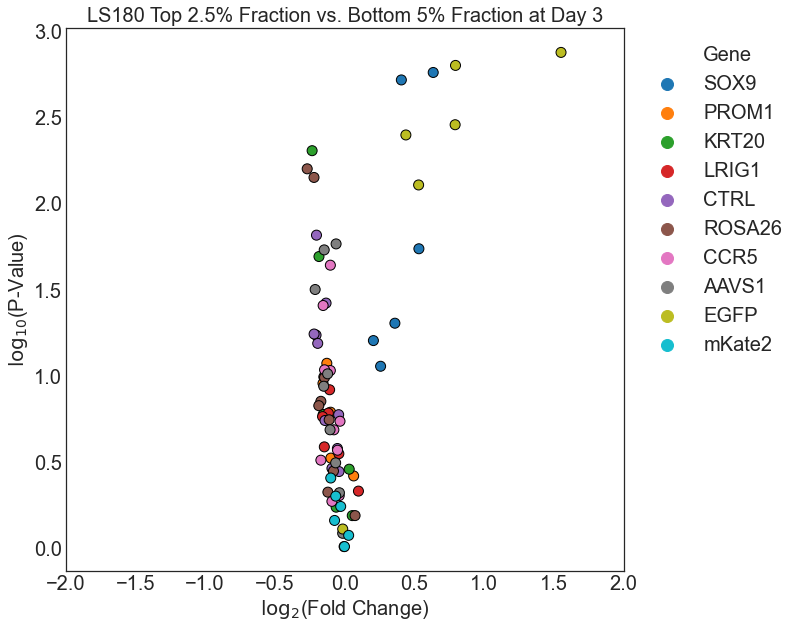 LS180 Top 2.5% Fraction vs. Bottom 5% Fraction at Day 3
3.0
2.5
2.0
1.5
1.0
0.5
0.0
log₁₀(P-Value)
−2.0 −1.5 −1.0 −0.5 0.0 0.5 1.0 1.5 2.0
log₂(Fold Change)
Gene
SOX9
PROM1
KRT20
LRIG1
CTRL
ROSA26
CCR5
AAVS1
EGFP
mKate2